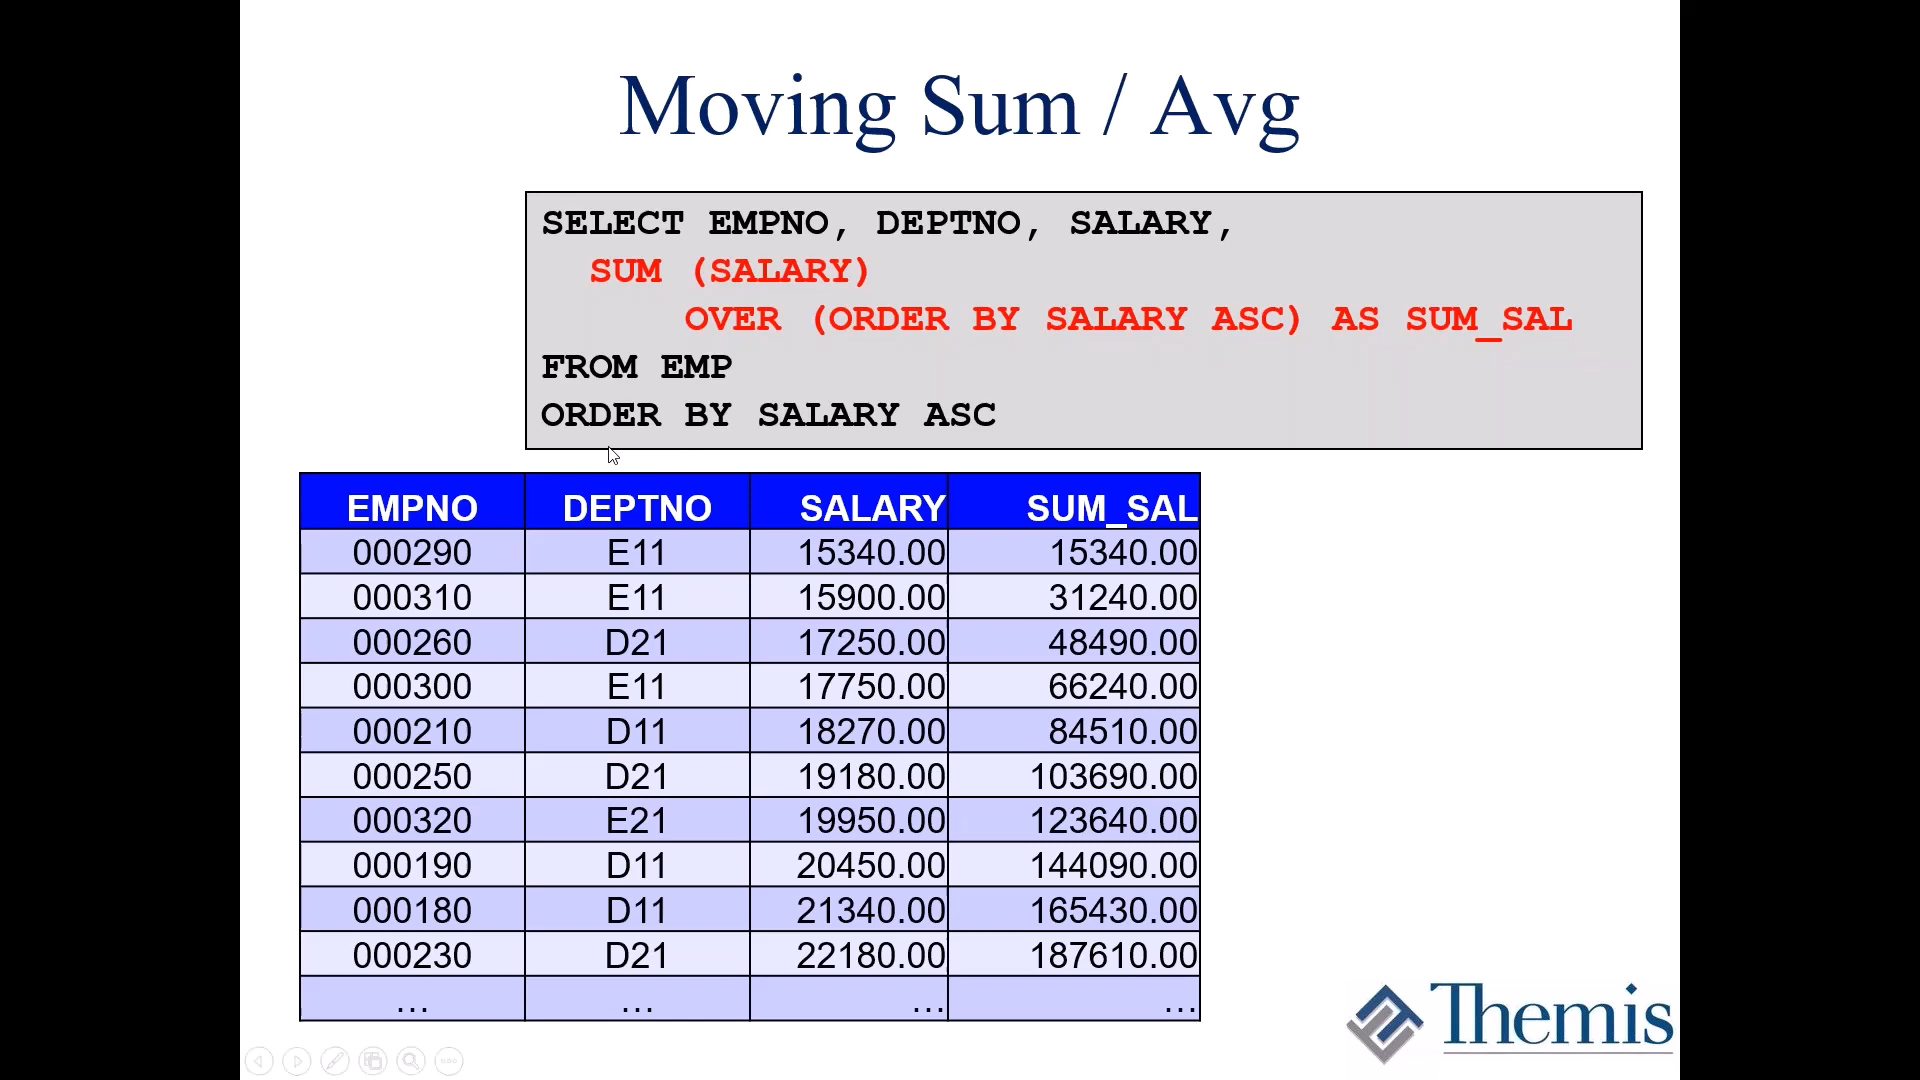 Moving Sum / Avg
SELECT EMPNO, DEPTNO, SALARY,
SUM (SALARY)
OVER (ORDER BY SALARY ASC) AS SUM_SAL
FROM EMP
ORDER BY SALARY ASC
EMPNO DEPTNO SALARY SUM_SAL
000290 E11 15340.00 15340.00
000310 E11 15900.00 31240.00
000260 D21 17250.00 48490.00
000300 E11 17750.00 66240.00
000210 D11 18270.00 84510.00
000250 D21 19180.00 103690.00
000320 E21 19950.00 123640.00
000190 D11 20450.00 144090.00
000180 D11 21340.00 165430.00
000230 D21 22180.00 187610.00
… … … …
Themis